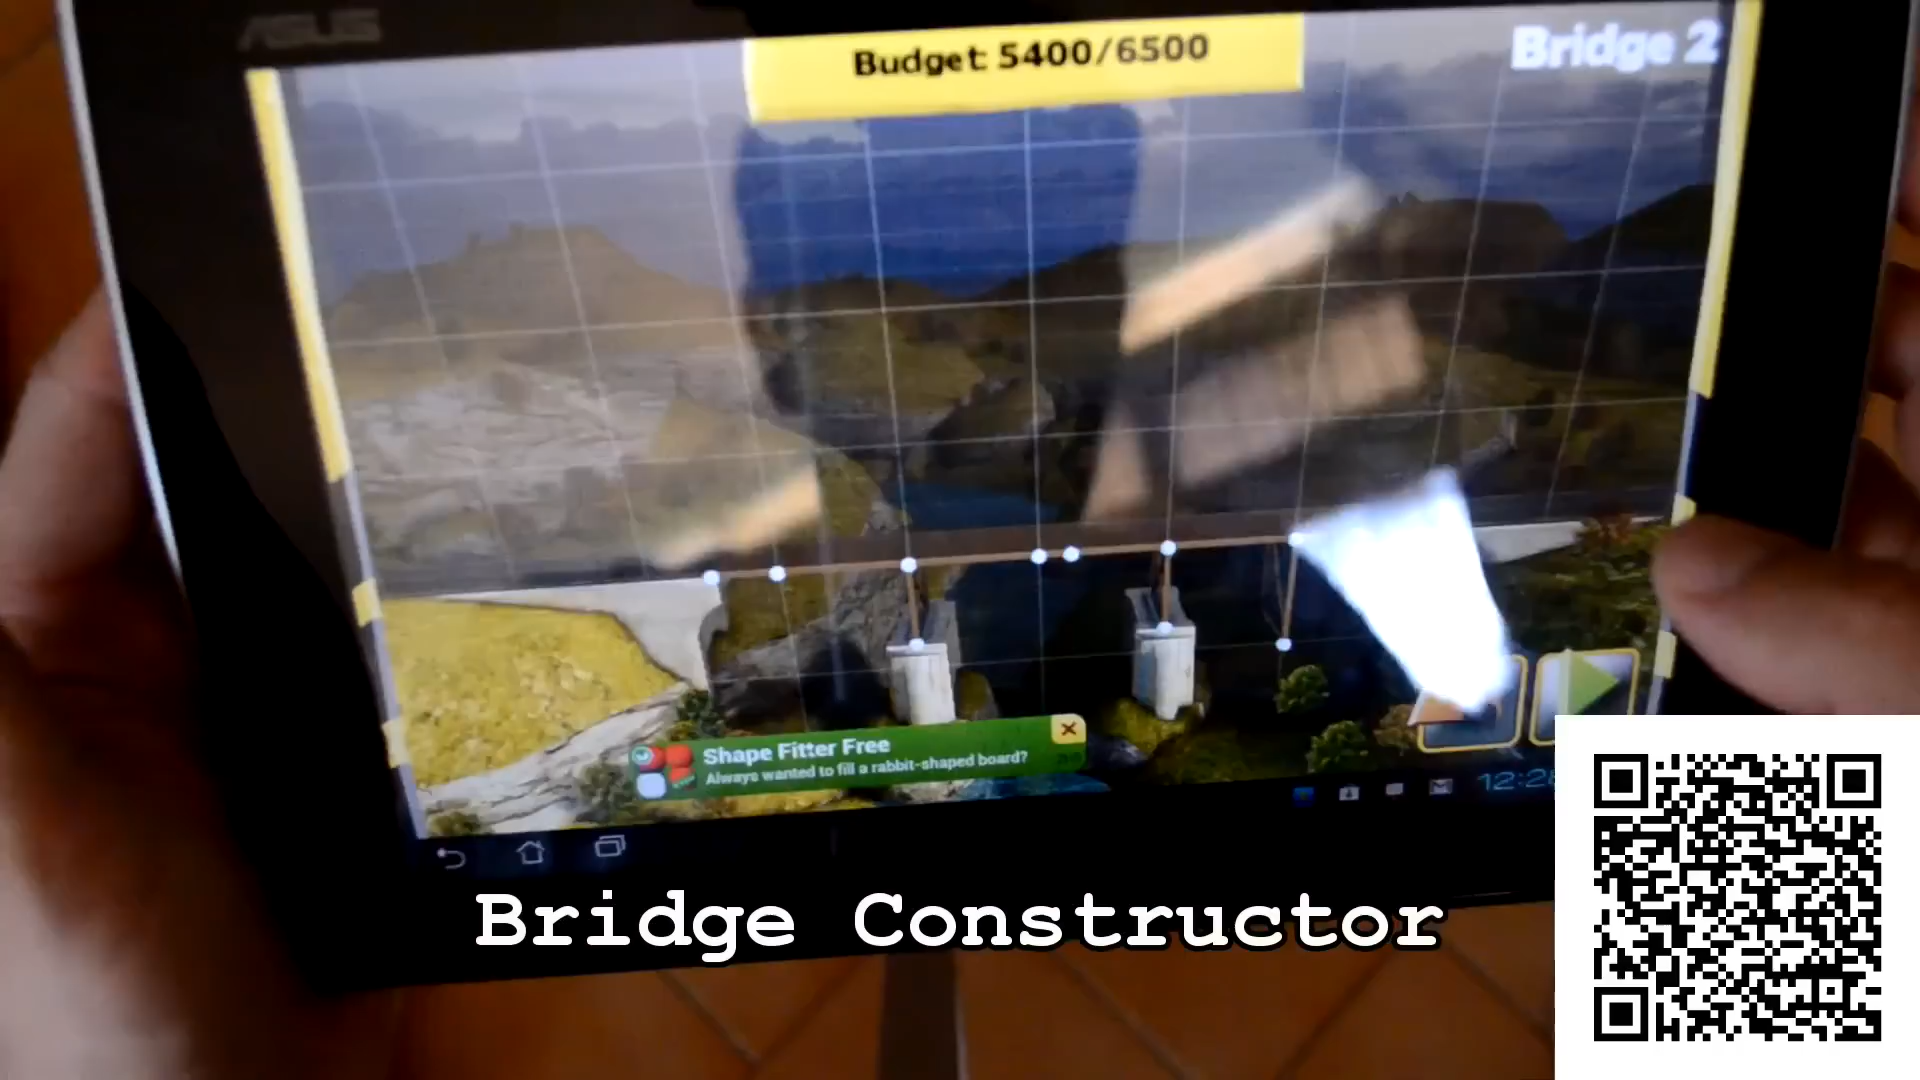 ASUS
Budget: 5400/6500
Bridge 2
Shape Fitter Free
Always wanted to fill a rabbit-shaped board?
Bridge Constructor